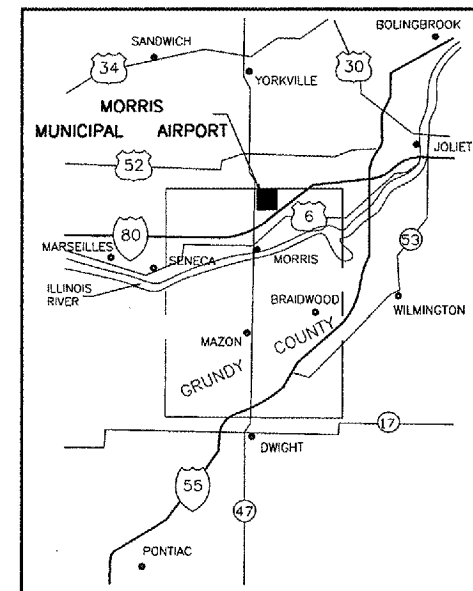 BOLINGBROOK
SANDWICH
34
30
YORKVILLE
MORRIS
MUNICIPAL AIRPORT
JOLIET
52
6
80
MARSEILLES
53
SENECA
MORRIS
ILLINOIS
RIVER
BRAIDWOOD
WILMINGTON
MAZON
GRUNDY COUNTY
17
DWIGHT
55
47
PONTIAC